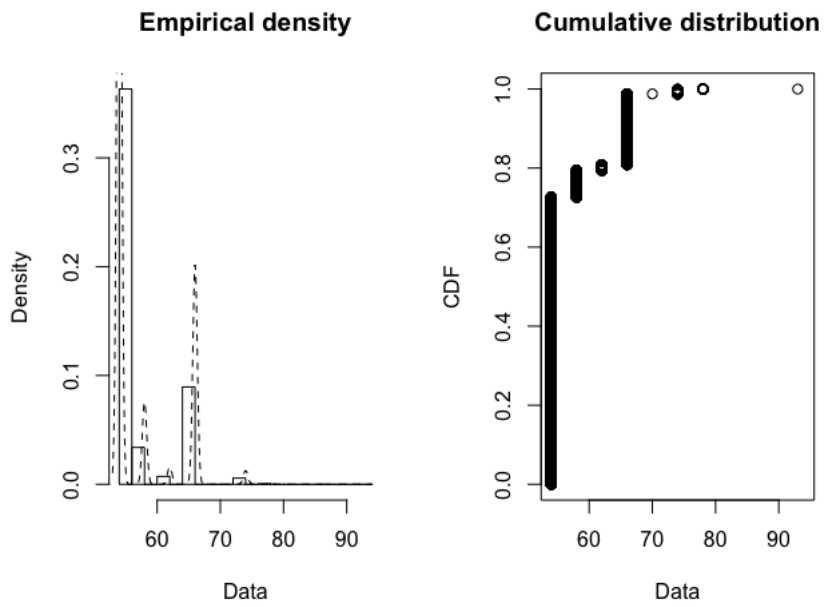 Empirical density
Density
0.0 0.1 0.2 0.3
60 70 80 90
Data
Cumulative distribution
CDF
0.0 0.2 0.4 0.6 0.8 1.0
60 70 80 90
Data